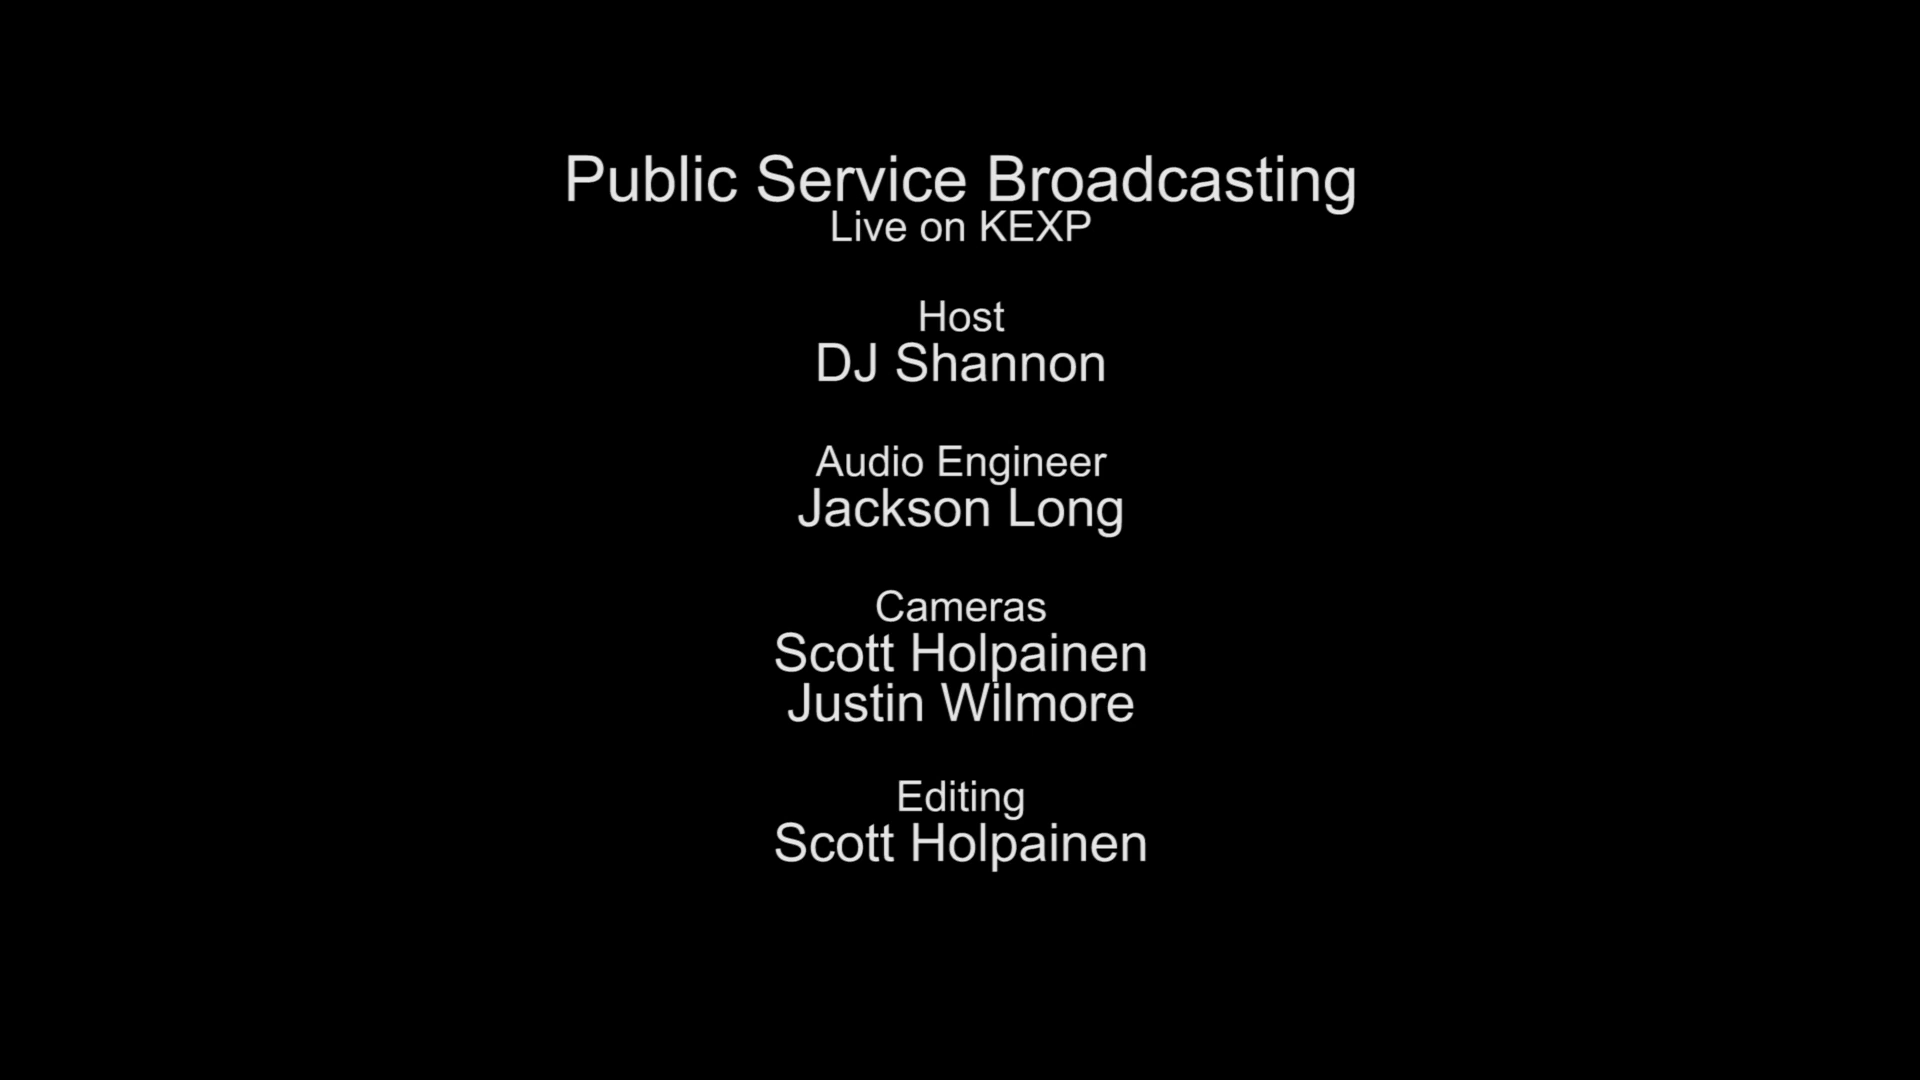 Public Service Broadcasting
Live on KEXP
Host
DJ Shannon
Audio Engineer
Jackson Long
Cameras
Scott Holpainen
Justin Wilmore
Editing
Scott Holpainen